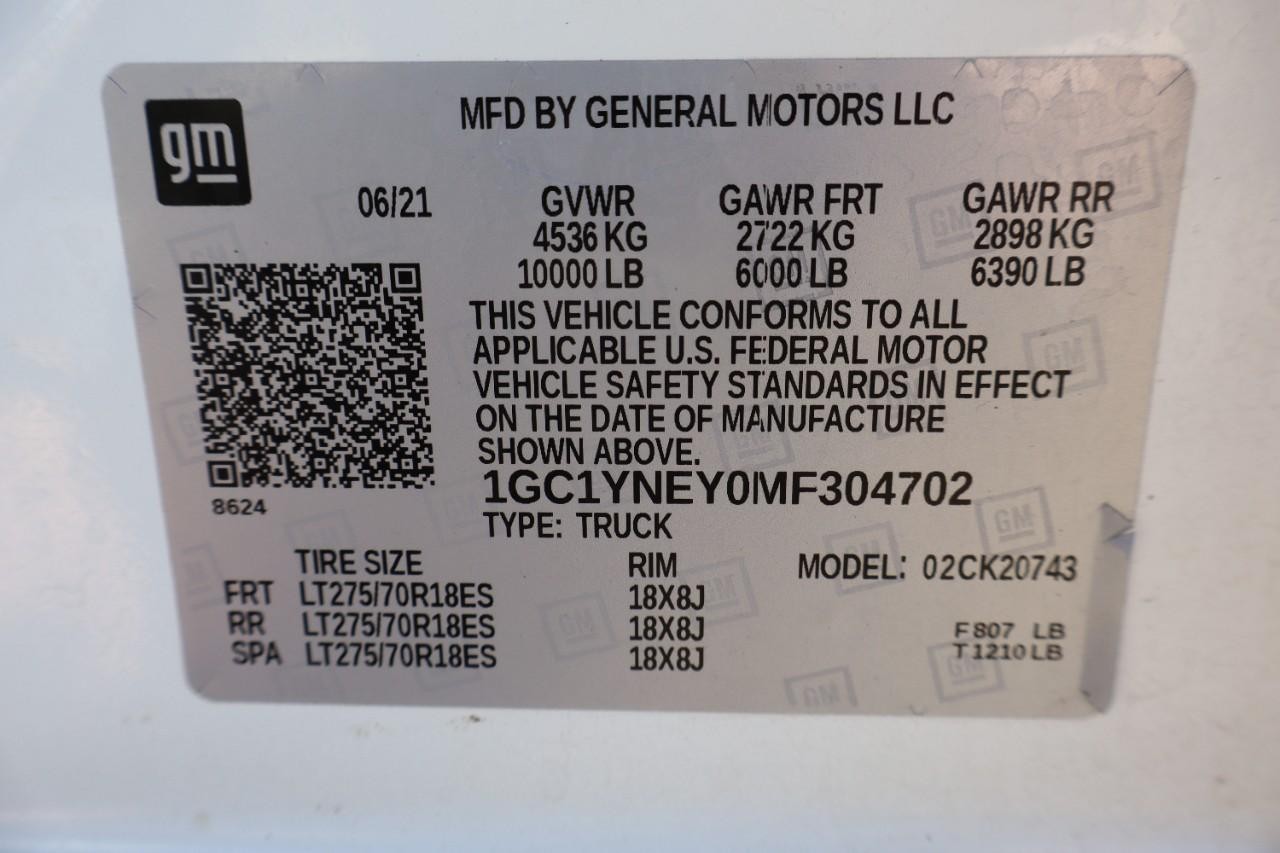 gm
MFD BY GENERAL MOTORS LLC
06/21 GVWR GAWR FRT GAWR RR
4536 KG 2722 KG 2898 KG
10000 LB 6000 LB 6390 LB
THIS VEHICLE CONFORMS TO ALL
APPLICABLE U.S. FEDERAL MOTOR
VEHICLE SAFETY STANDARDS IN EFFECT
ON THE DATE OF MANUFACTURE
SHOWN ABOVE.
1GC1YNEY0MF304702
8624
TYPE: TRUCK
TIRE SIZE RIM MODEL: 02CK20743
FRT LT275/70R18ES 18X8J
RR LT275/70R18ES 18X8J F 807 LB
SPA LT275/70R18ES 18X8J T 1210 LB